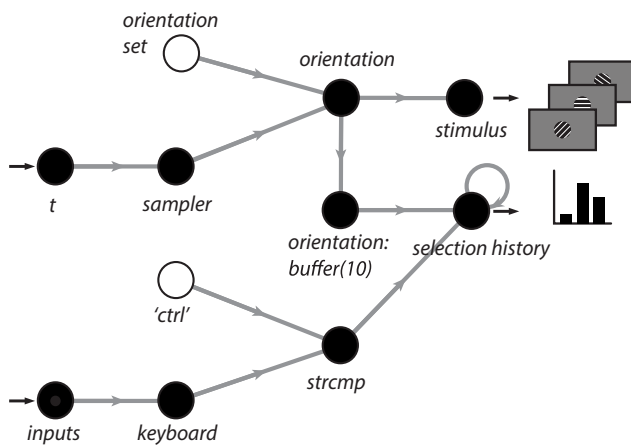 orientation
set
orientation
stimulus
t
sampler
orientation:
buffer(10)
selection history
‘ctrl’
strcmp
inputs
keyboard